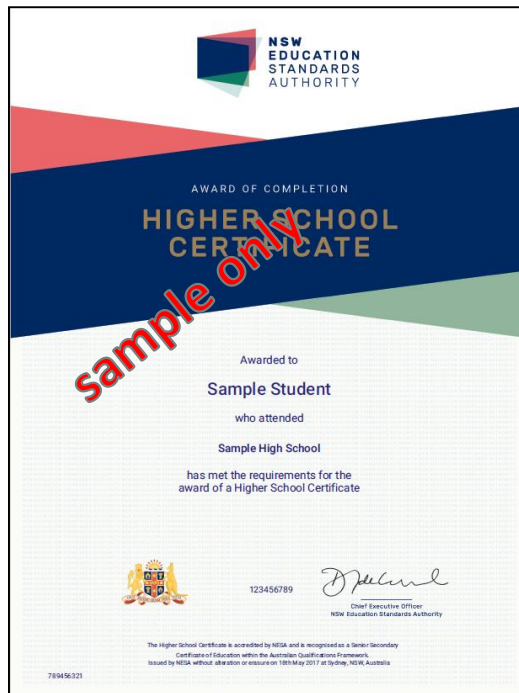 NSW
EDUCATION
STANDARDS
AUTHORITY
AWARD OF COMPLETION
HIGHER SCHOOL
CERTIFICATE
sample only
Awarded to
Sample Student
who attended
Sample High School
has met the requirements for the
award of a Higher School Certificate
123456789
Chief Executive Officer
NSW Education Standards Authority
The Higher School Certificate is accredited by NESA and is recognised as a Senior Secondary
Certificate of Education within the Australian Qualifications Framework.
Issued by NESA without alteration or erasure on 18th May 2017 at Sydney, NSW, Australia
789456321